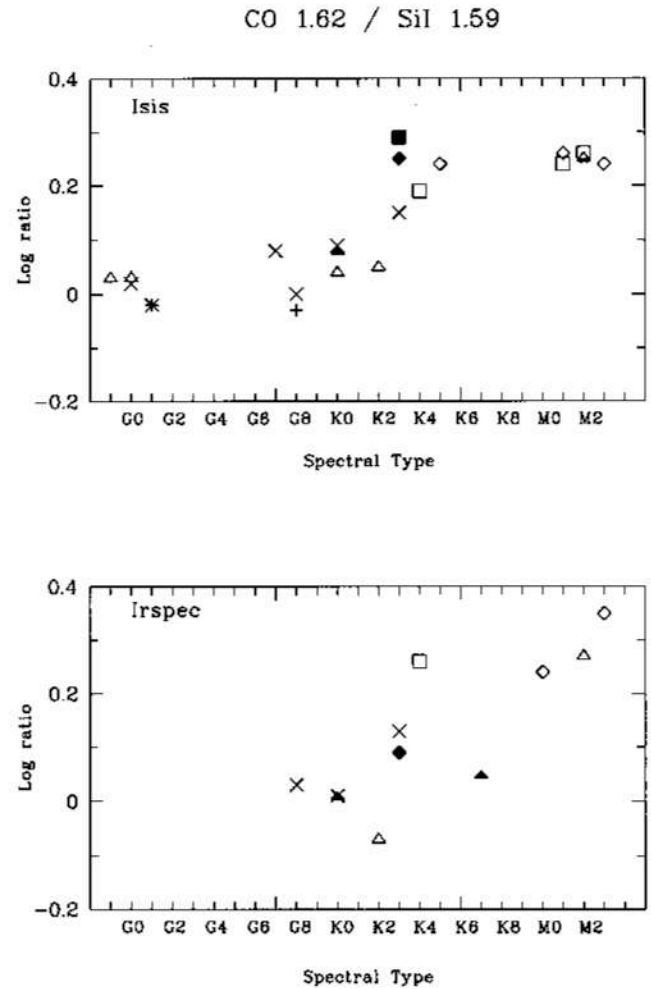 CO 1.62 / SiI 1.59
0.4
Isis
0.2
0
-0.2
Log ratio
G0 G2 G4 G6 G8 K0 K2 K4 K6 K8 M0 M2
Spectral Type
0.4
Irspec
0.2
0
-0.2
Log ratio
G0 G2 G4 G6 G8 K0 K2 K4 K6 K8 M0 M2
Spectral Type